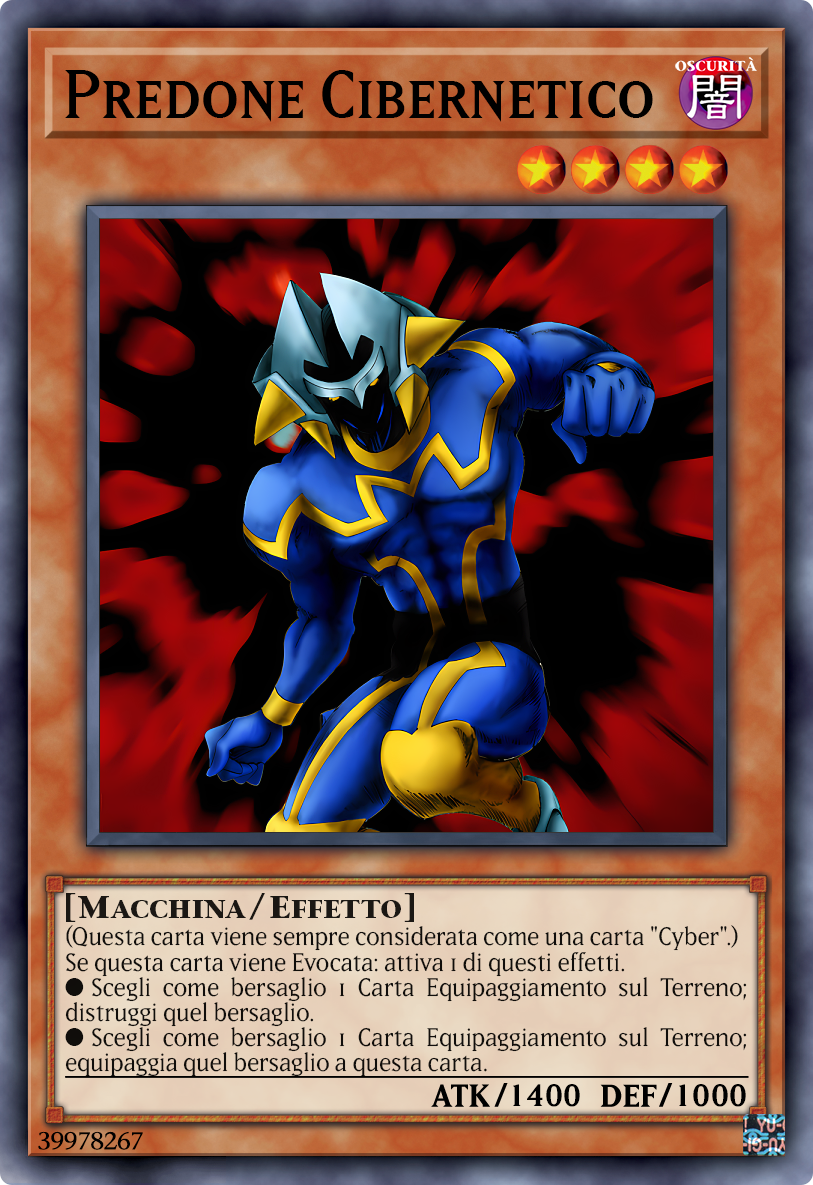 Predone Cibernetico
OSCURITÀ
闇
[Macchina/Effetto]
(Questa carta viene sempre considerata come una carta "Cyber".)
Se questa carta viene Evocata: attiva 1 di questi effetti.
● Scegli come bersaglio 1 Carta Equipaggiamento sul Terreno;
distruggi quel bersaglio.
● Scegli come bersaglio 1 Carta Equipaggiamento sul Terreno;
equipaggia quel bersaglio a questa carta.
ATK/1400 DEF/1000
39978267